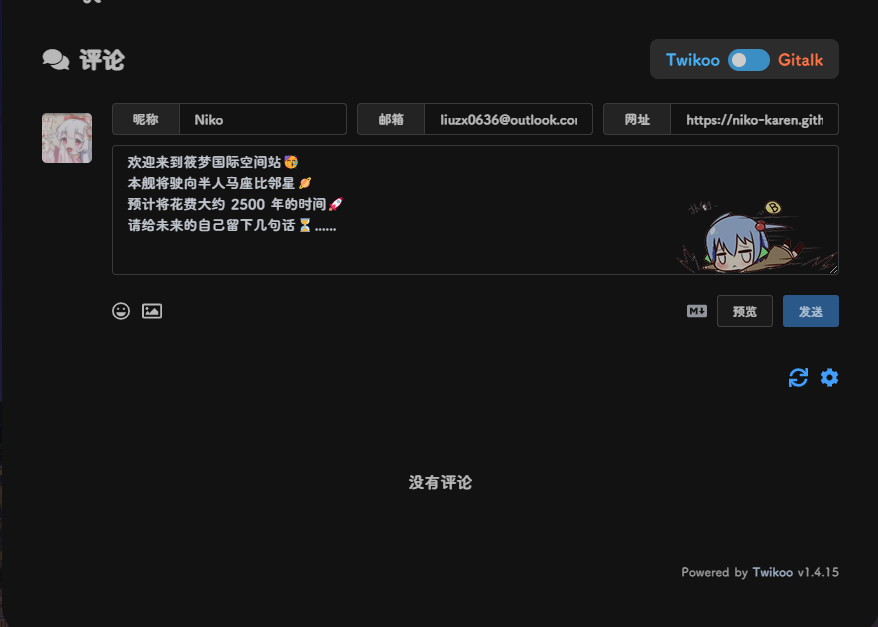 评论
Twikoo Gitalk
昵称 Niko 邮箱 liuzx0636@outlook.co 网址 https://niko-karen.gith
欢迎来到筱梦国际空间站🥳
本舰将驶向半人马座比邻星🪐
预计将花费大约 2500 年的时间🚀
请给未来的自己留下几句话⏳......
B
M↓ 预览 发送
没有评论
Powered by Twikoo v1.4.15